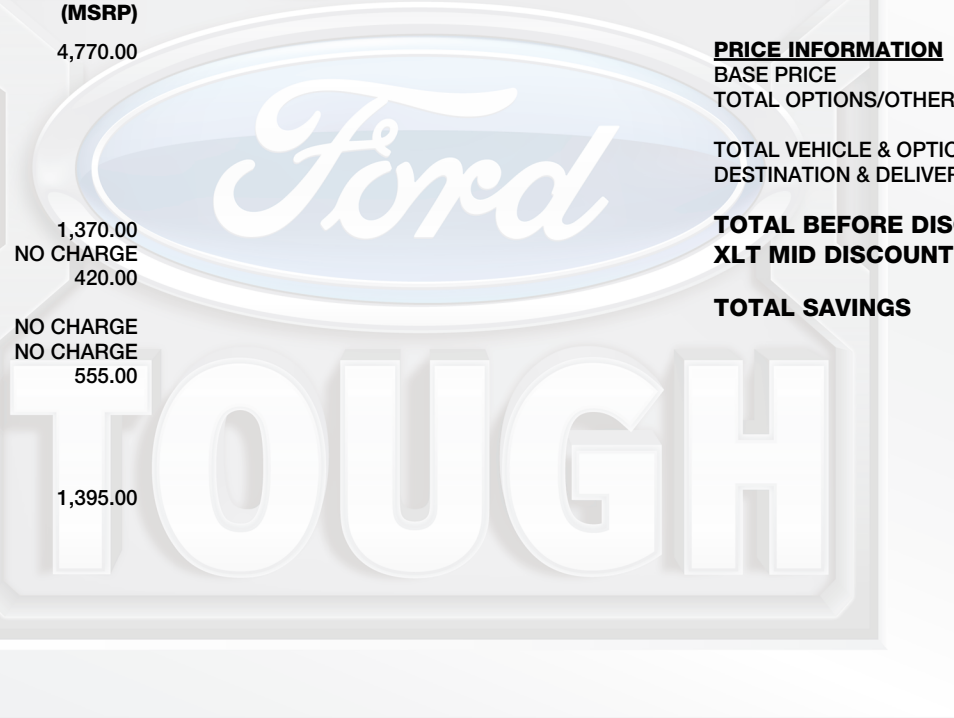 (MSRP)
4,770.00
1,370.00
NO CHARGE
420.00
NO CHARGE
NO CHARGE
555.00
1,395.00
PRICE INFORMATION
BASE PRICE
TOTAL OPTIONS/OTHER
TOTAL VEHICLE & OPTIO
DESTINATION & DELIVER
TOTAL BEFORE DISC
XLT MID DISCOUNT
TOTAL SAVINGS
Ford
TOUGH